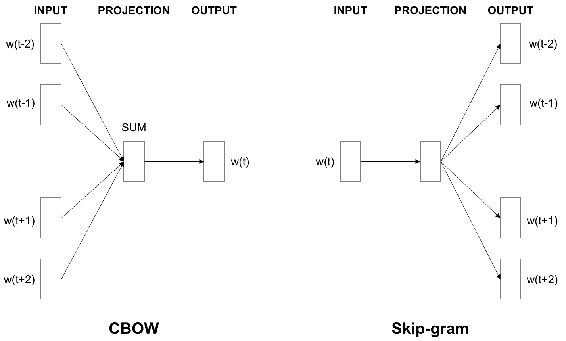 INPUT PROJECTION OUTPUT
w(t-2)
w(t-1)
SUM
w(t)
w(t+1)
w(t+2)
CBOW
INPUT PROJECTION OUTPUT
w(t-2)
w(t-1)
w(t)
w(t+1)
w(t+2)
Skip-gram